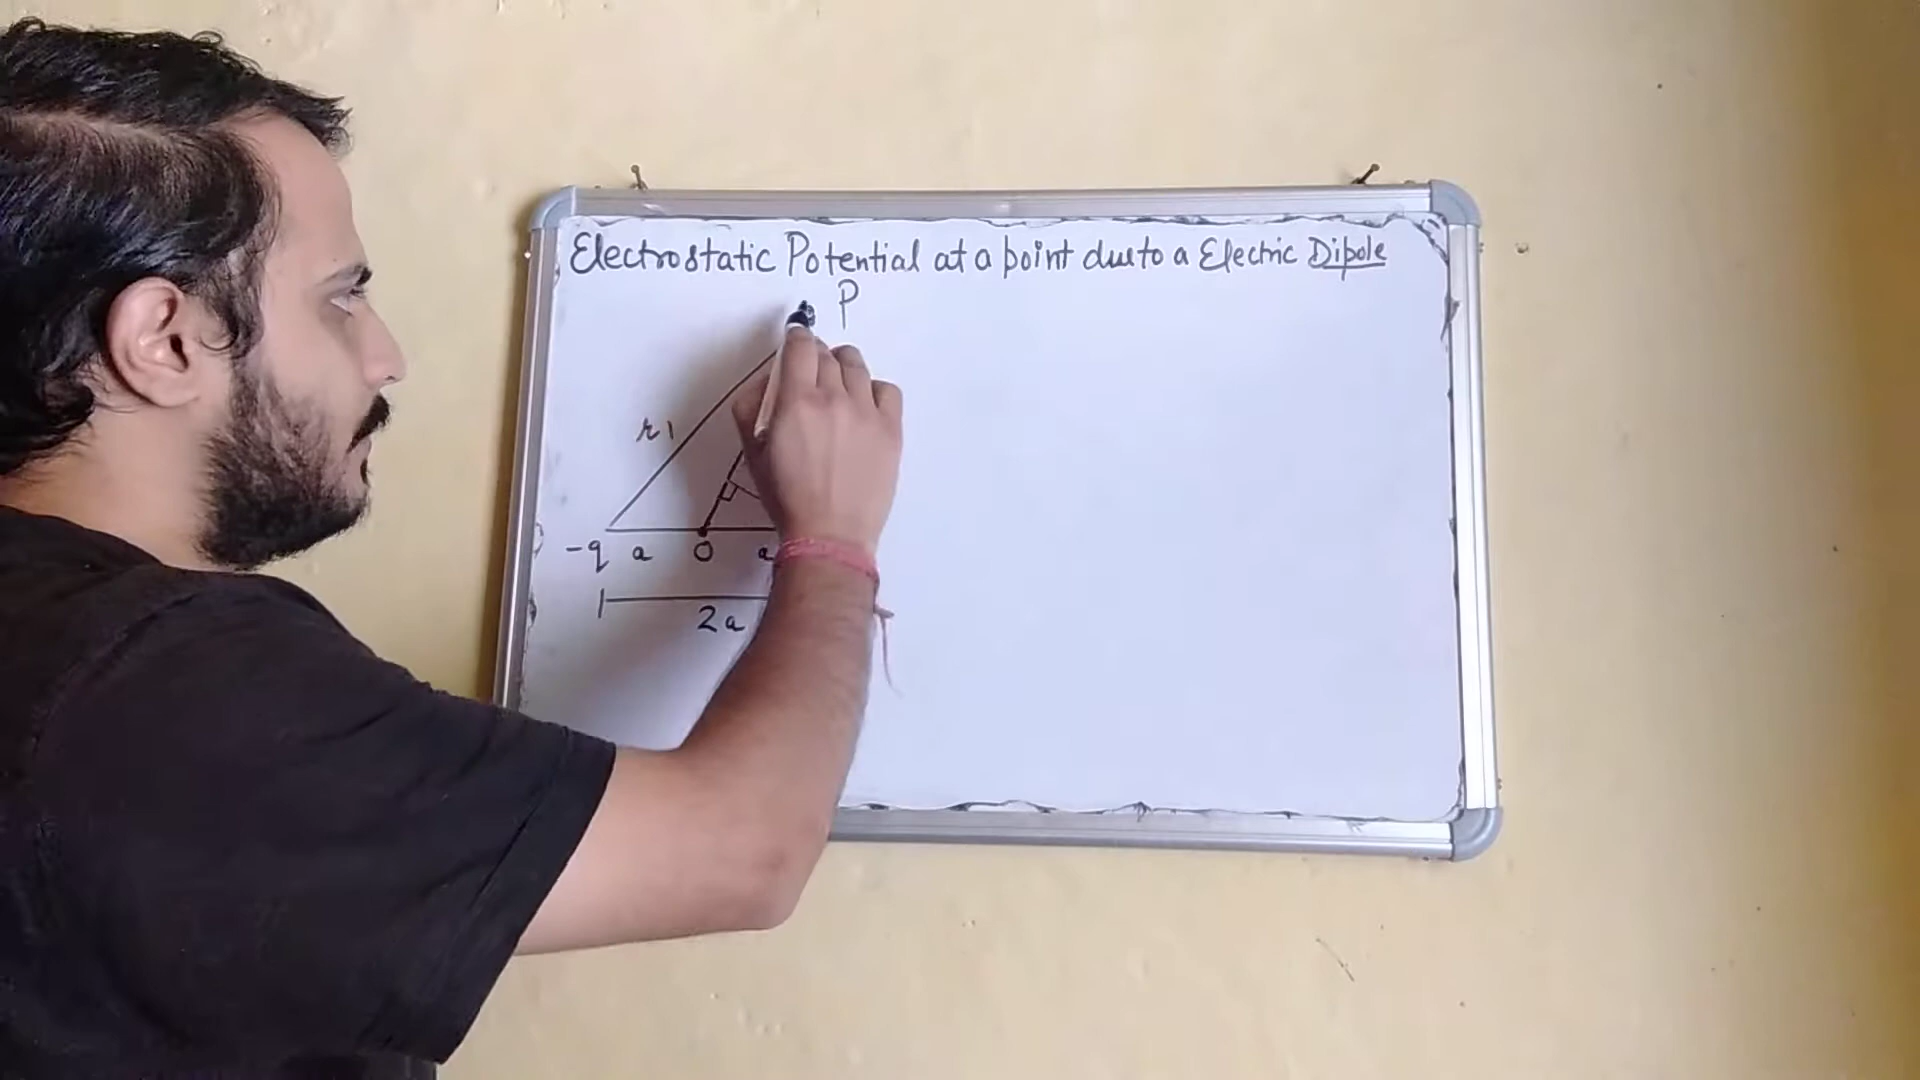 Electrostatic Potential at a point due to a Electric Dipole
P
r1
-q a O a
2a